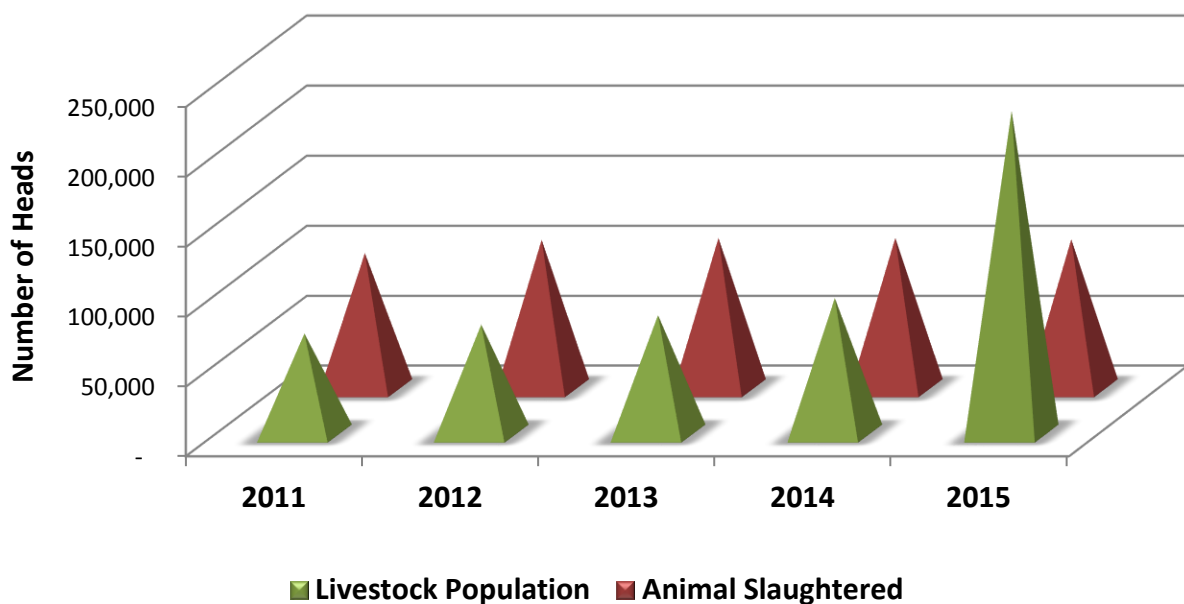 Number of Heads
250,000
200,000
150,000
100,000
50,000
-
2011 2012 2013 2014 2015
Livestock Population Animal Slaughtered